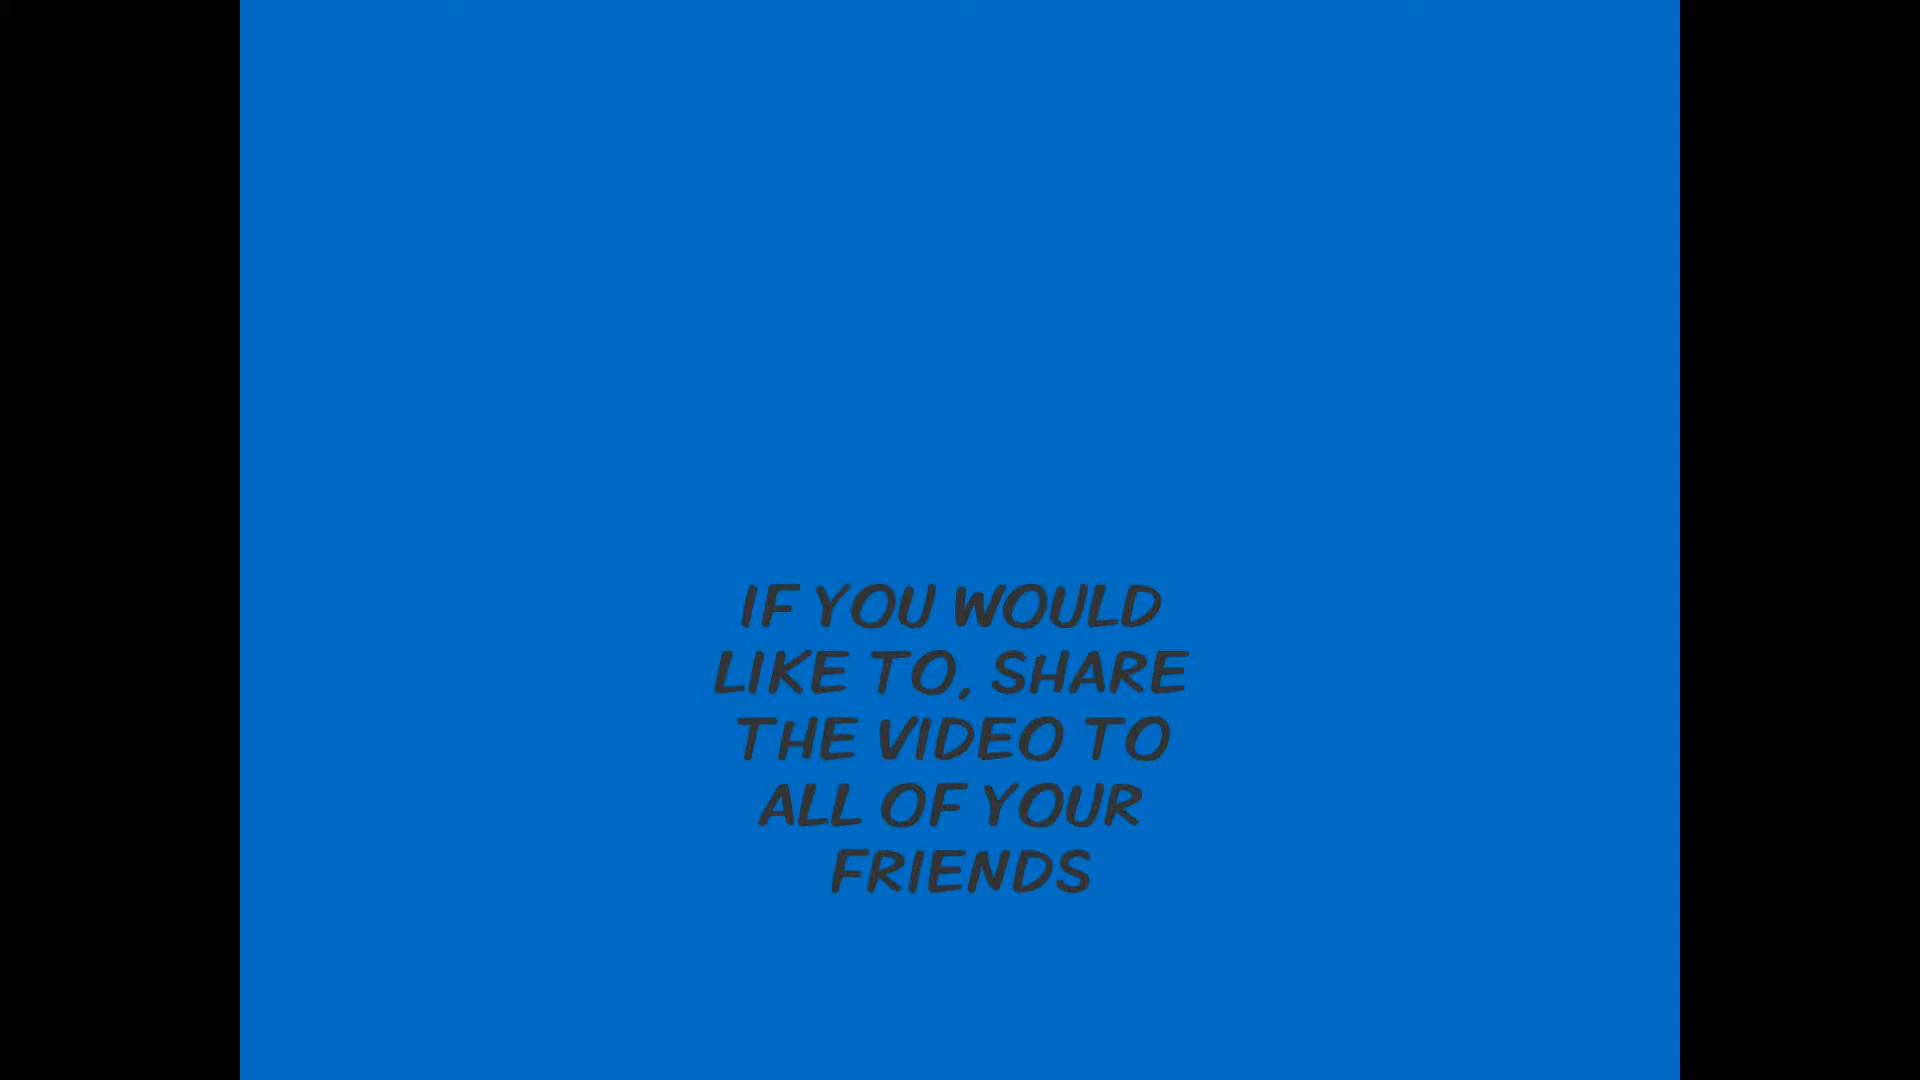 IF YOU WOULD
LIKE TO, SHARE
THE VIDEO TO
ALL OF YOUR
FRIENDS